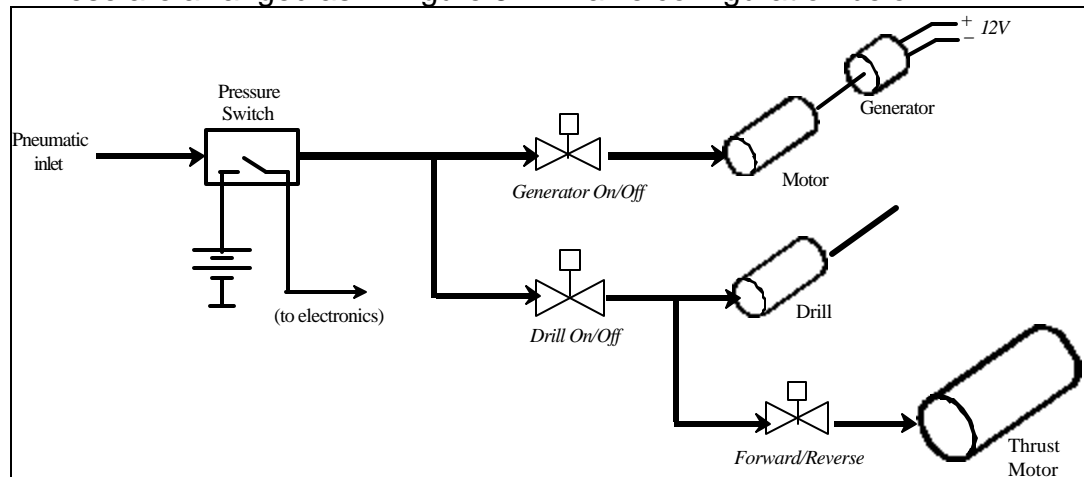 + 12V
−
Generator
Pressure
Switch
Pneumatic
inlet
Motor
Generator On/Off
(to electronics)
Drill
Drill On/Off
Forward/Reverse
Thrust
Motor